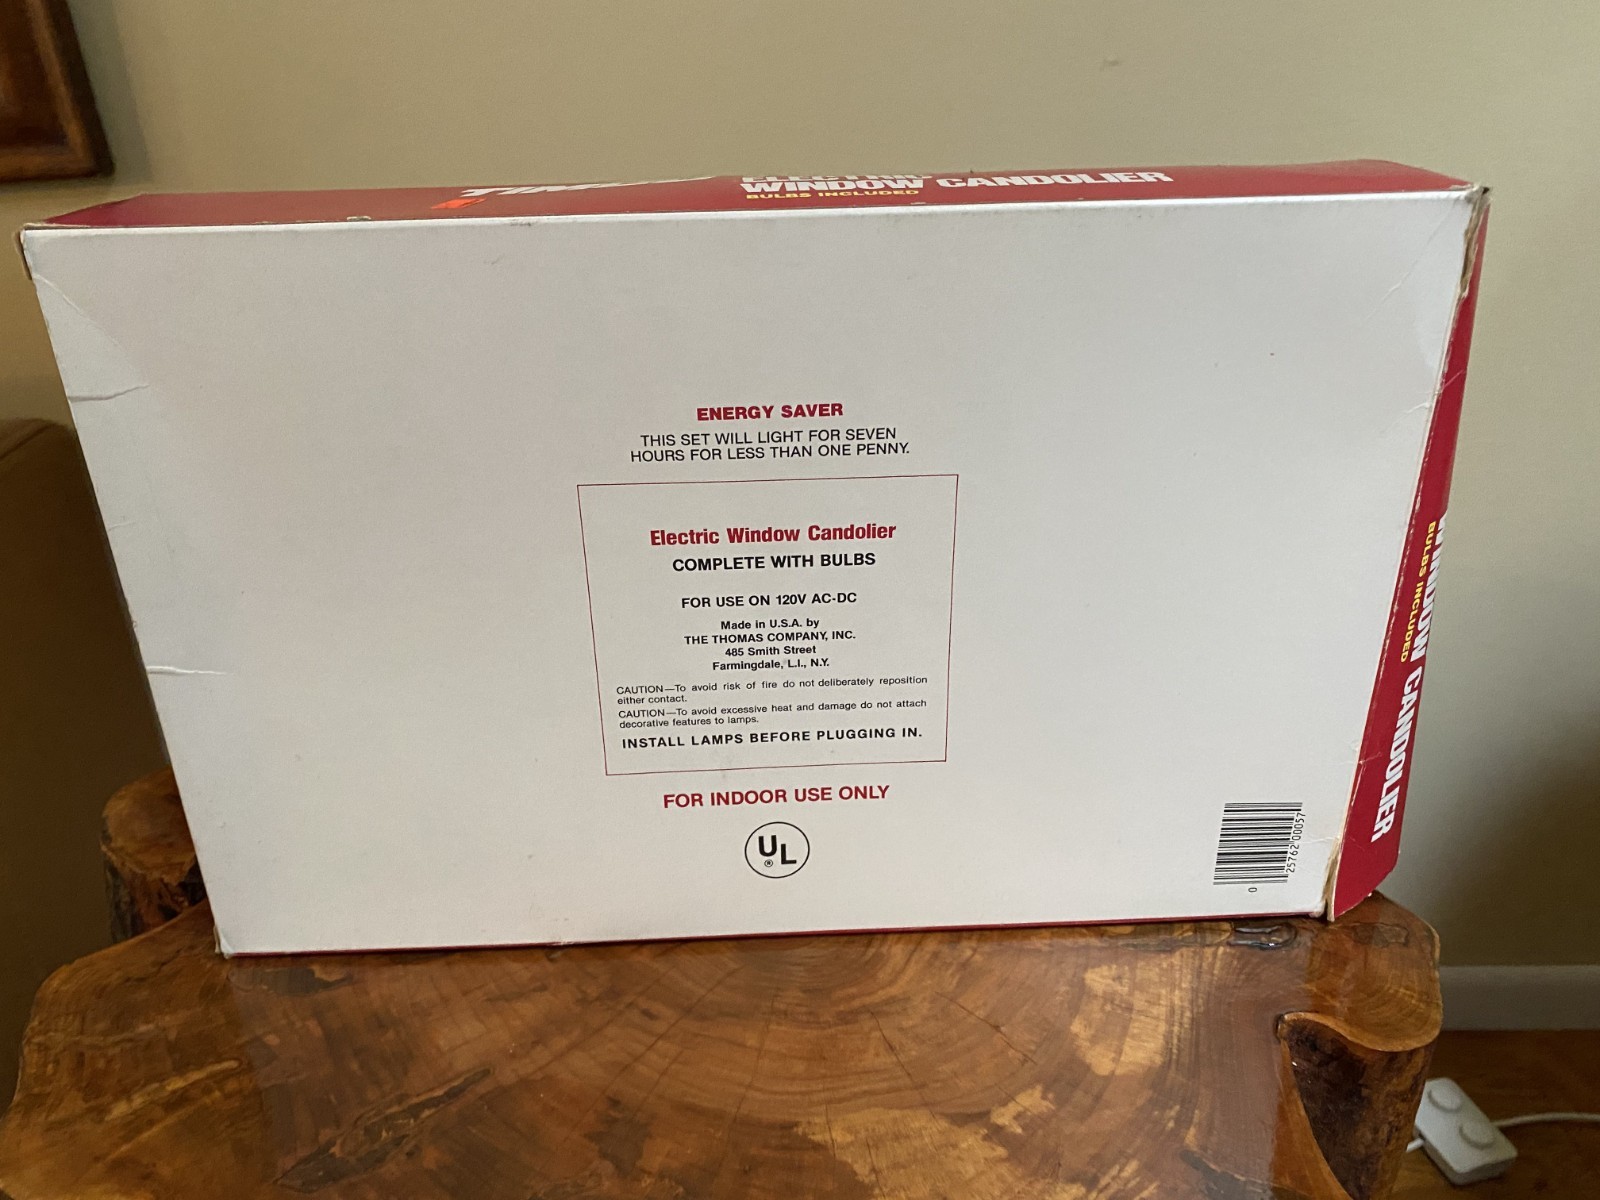 WINDOW CANDOLIER
BULBS INCLUDED
ENERGY SAVER
THIS SET WILL LIGHT FOR SEVEN
HOURS FOR LESS THAN ONE PENNY.
Electric Window Candolier
COMPLETE WITH BULBS
FOR USE ON 120V AC-DC
Made in U.S.A. by
THE THOMAS COMPANY, INC.
485 Smith Street
Farmingdale, L.I., N.Y.
CAUTION—To avoid risk of fire do not deliberately reposition
either contact.
CAUTION—To avoid excessive heat and damage do not attach
decorative features to lamps.
INSTALL LAMPS BEFORE PLUGGING IN.
FOR INDOOR USE ONLY
UL
®
0 25762 00057
WINDOW CANDOLIER
BULBS INCLUDED